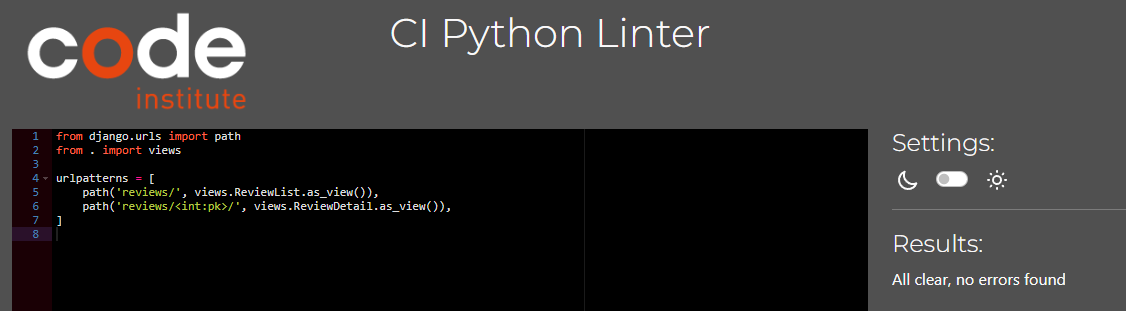 code
institute
CI Python Linter
1 from django.urls import path
2 from . import views
3
4 urlpatterns = [
5     path('reviews/', views.ReviewList.as_view()),
6     path('reviews/<int:pk>/', views.ReviewDetail.as_view()),
7 ]
8
Settings:
Results:
All clear, no errors found